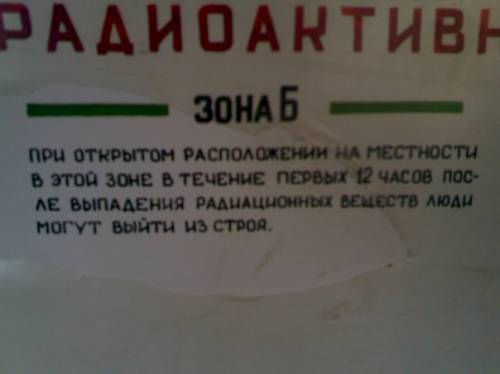 РАДИОАКТИВН
ЗОНА Б
ПРИ ОТКРЫТОМ РАСПОЛОЖЕНИИ НА МЕСТНОСТИ
В ЭТОЙ ЗОНЕ В ТЕЧЕНИЕ ПЕРВЫХ 12 ЧАСОВ ПОС-
ЛЕ ВЫПАДЕНИЯ РАДИАЦИОННЫХ ВЕЩЕСТВ ЛЮДИ
МОГУТ ВЫЙТИ ИЗ СТРОЯ.